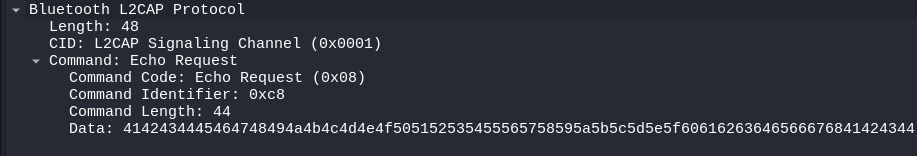 Bluetooth L2CAP Protocol
Length: 48
CID: L2CAP Signaling Channel (0x0001)
Command: Echo Request
Command Code: Echo Request (0x08)
Command Identifier: 0xc8
Command Length: 44
Data: 4142434445464748494a4b4c4d4e4f505152535455565758595a5b5c5d5e5f60616263646566676841424344